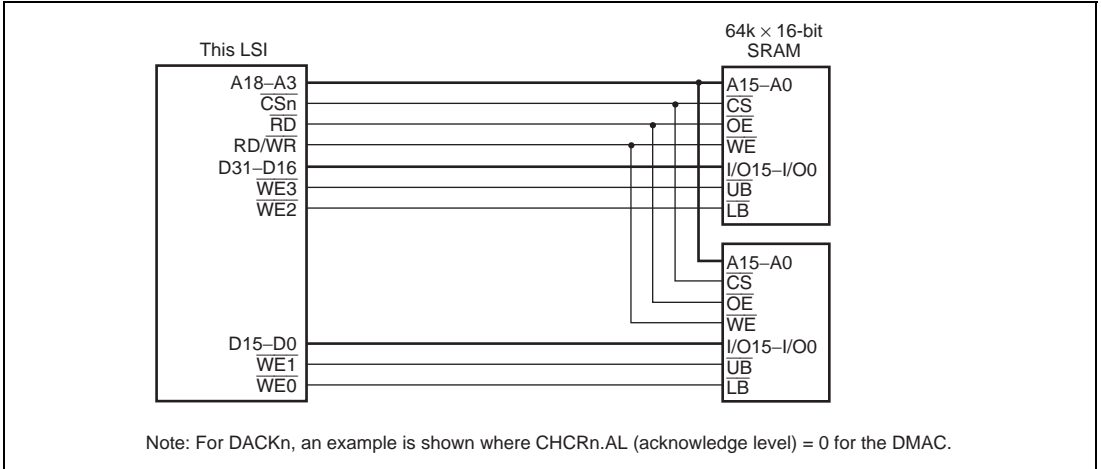 64k × 16-bit
SRAM
This LSI
A18–A3
CSn
RD
RD/WR
D31–D16
WE3
WE2
D15–D0
WE1
WE0
A15–A0
CS
OE
WE
I/O15–I/O0
UB
LB
A15–A0
CS
OE
WE
I/O15–I/O0
UB
LB
Note: For DACKn, an example is shown where CHCRn.AL (acknowledge level) = 0 for the DMAC.